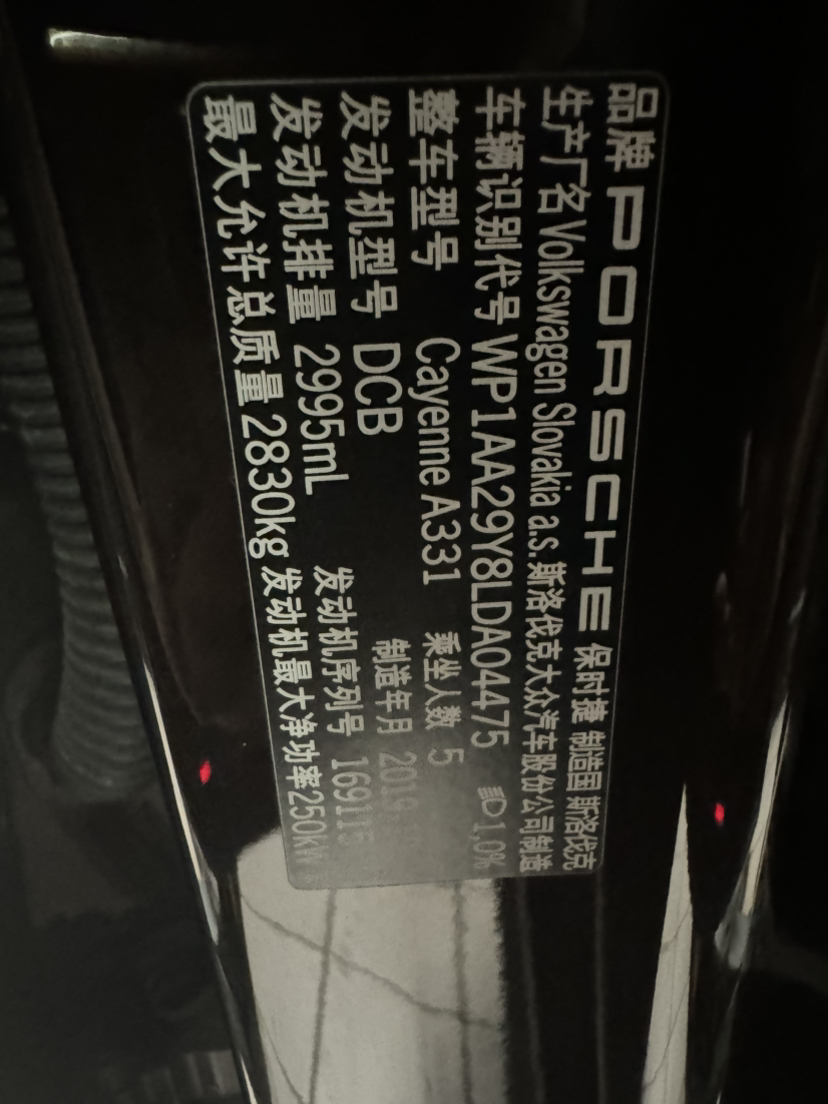 品牌 PORSCHE 保时捷 制造国 斯洛伐克
生产厂名 Volkswagen Slovakia a.s.斯洛伐克大众汽车股份公司制造
车辆识别代号 WP1AA29Y8LDA04475 1.0%
整车型号 Cayenne A331 乘坐人数 5
发动机型号 DCB 制造年月
发动机排量 2995mL 发动机序列号
最大允许总质量 2830kg 发动机最大净功率250kW